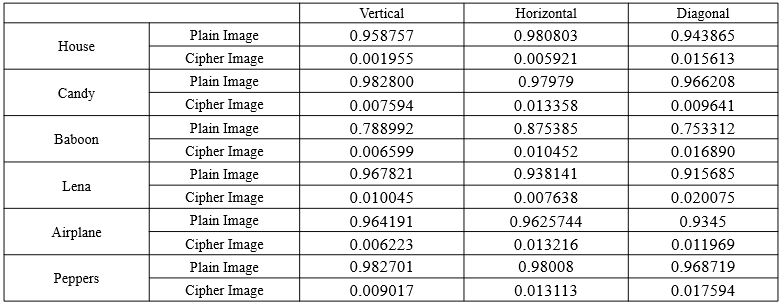 Vertical Horizontal Diagonal
House Plain Image 0.958757 0.980803 0.943865
Cipher Image 0.001955 0.005921 0.015613
Candy Plain Image 0.982800 0.97979 0.966208
Cipher Image 0.007594 0.013358 0.009641
Baboon Plain Image 0.788992 0.875385 0.753312
Cipher Image 0.006599 0.010452 0.016890
Lena Plain Image 0.967821 0.938141 0.915685
Cipher Image 0.010045 0.007638 0.020075
Airplane Plain Image 0.964191 0.9625744 0.9345
Cipher Image 0.006223 0.013216 0.011969
Peppers Plain Image 0.982701 0.98008 0.968719
Cipher Image 0.009017 0.013113 0.017594